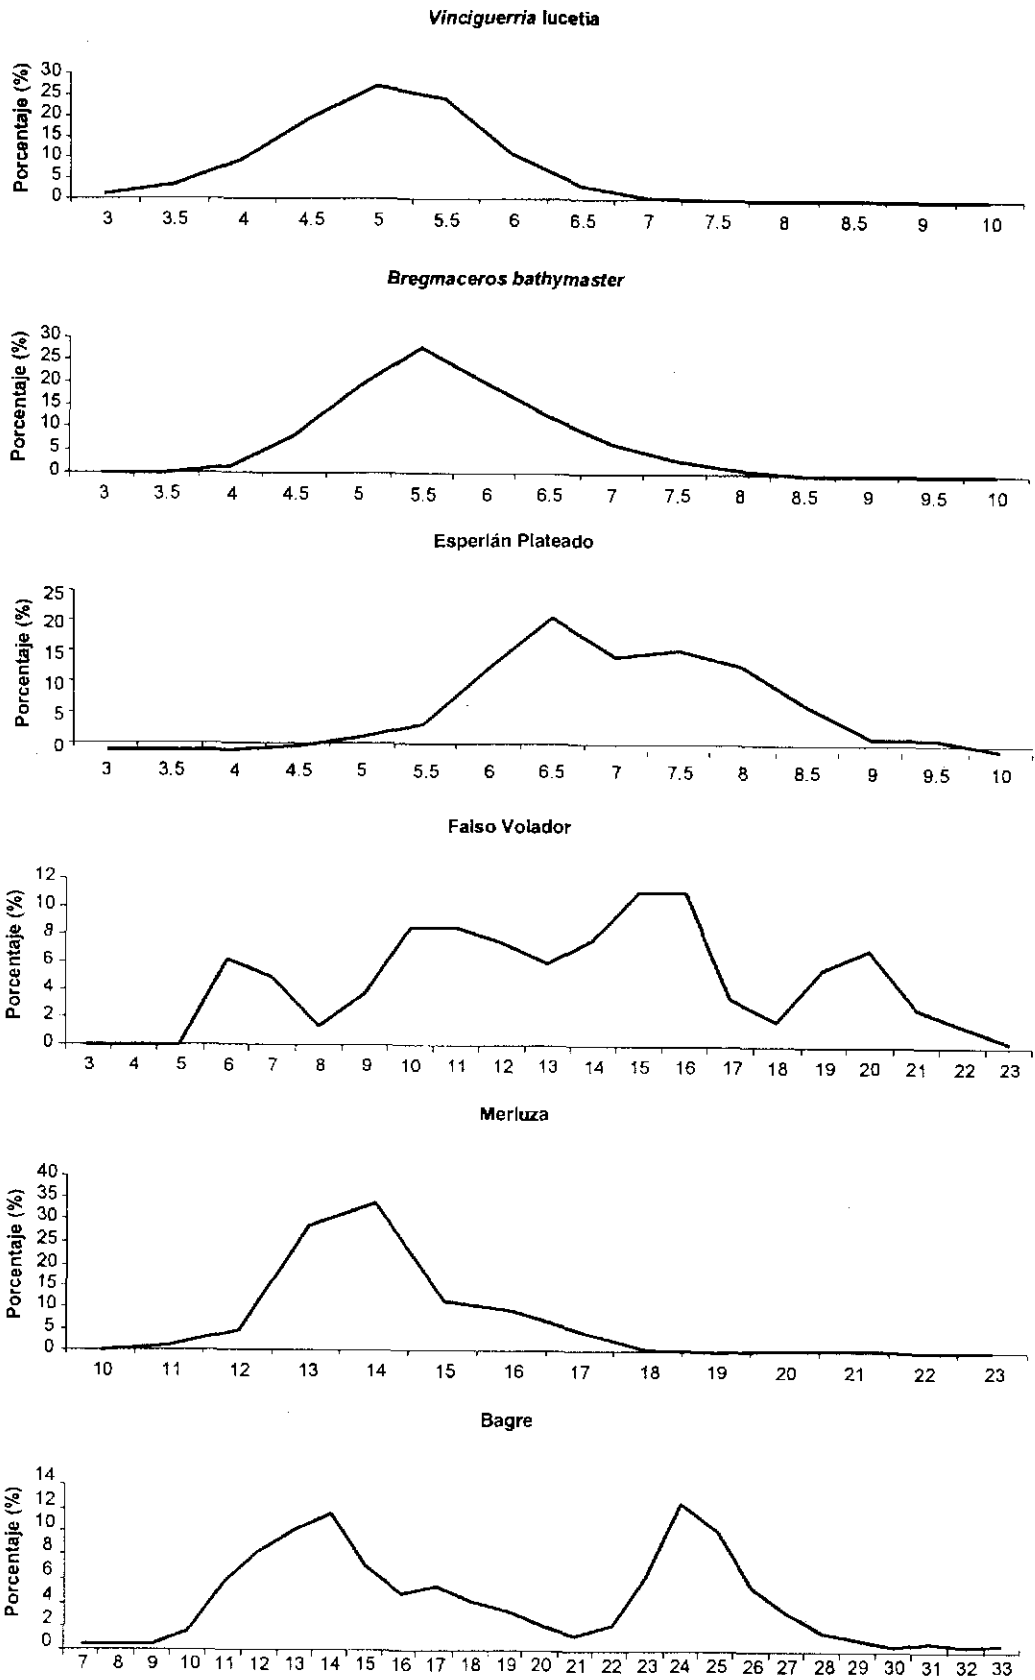 Vinciguerria lucetia
Porcentaje (%)
30
25
20
15
10
5
0
3 3.5 4 4.5 5 5.5 6 6.5 7 7.5 8 8.5 9 10
Bregmaceros bathymaster
Porcentaje (%)
30
25
20
15
10
5
0
3 3.5 4 4.5 5 5.5 6 6.5 7 7.5 8 8.5 9 9.5 10
Esperlán Plateado
Porcentaje (%)
25
20
15
10
5
0
3 3.5 4 4.5 5 5.5 6 6.5 7 7.5 8 8.5 9 9.5 10
Falso Volador
Porcentaje (%)
12
10
8
6
4
2
0
3 4 5 6 7 8 9 10 11 12 13 14 15 16 17 18 19 20 21 22 23
Merluza
Porcentaje (%)
40
35
30
25
20
15
10
5
0
10 11 12 13 14 15 16 17 18 19 20 21 22 23
Bagre
Porcentaje (%)
14
12
10
8
6
4
2
0
7 8 9 10 11 12 13 14 15 16 17 18 19 20 21 22 23 24 25 26 27 28 29 30 31 32 33